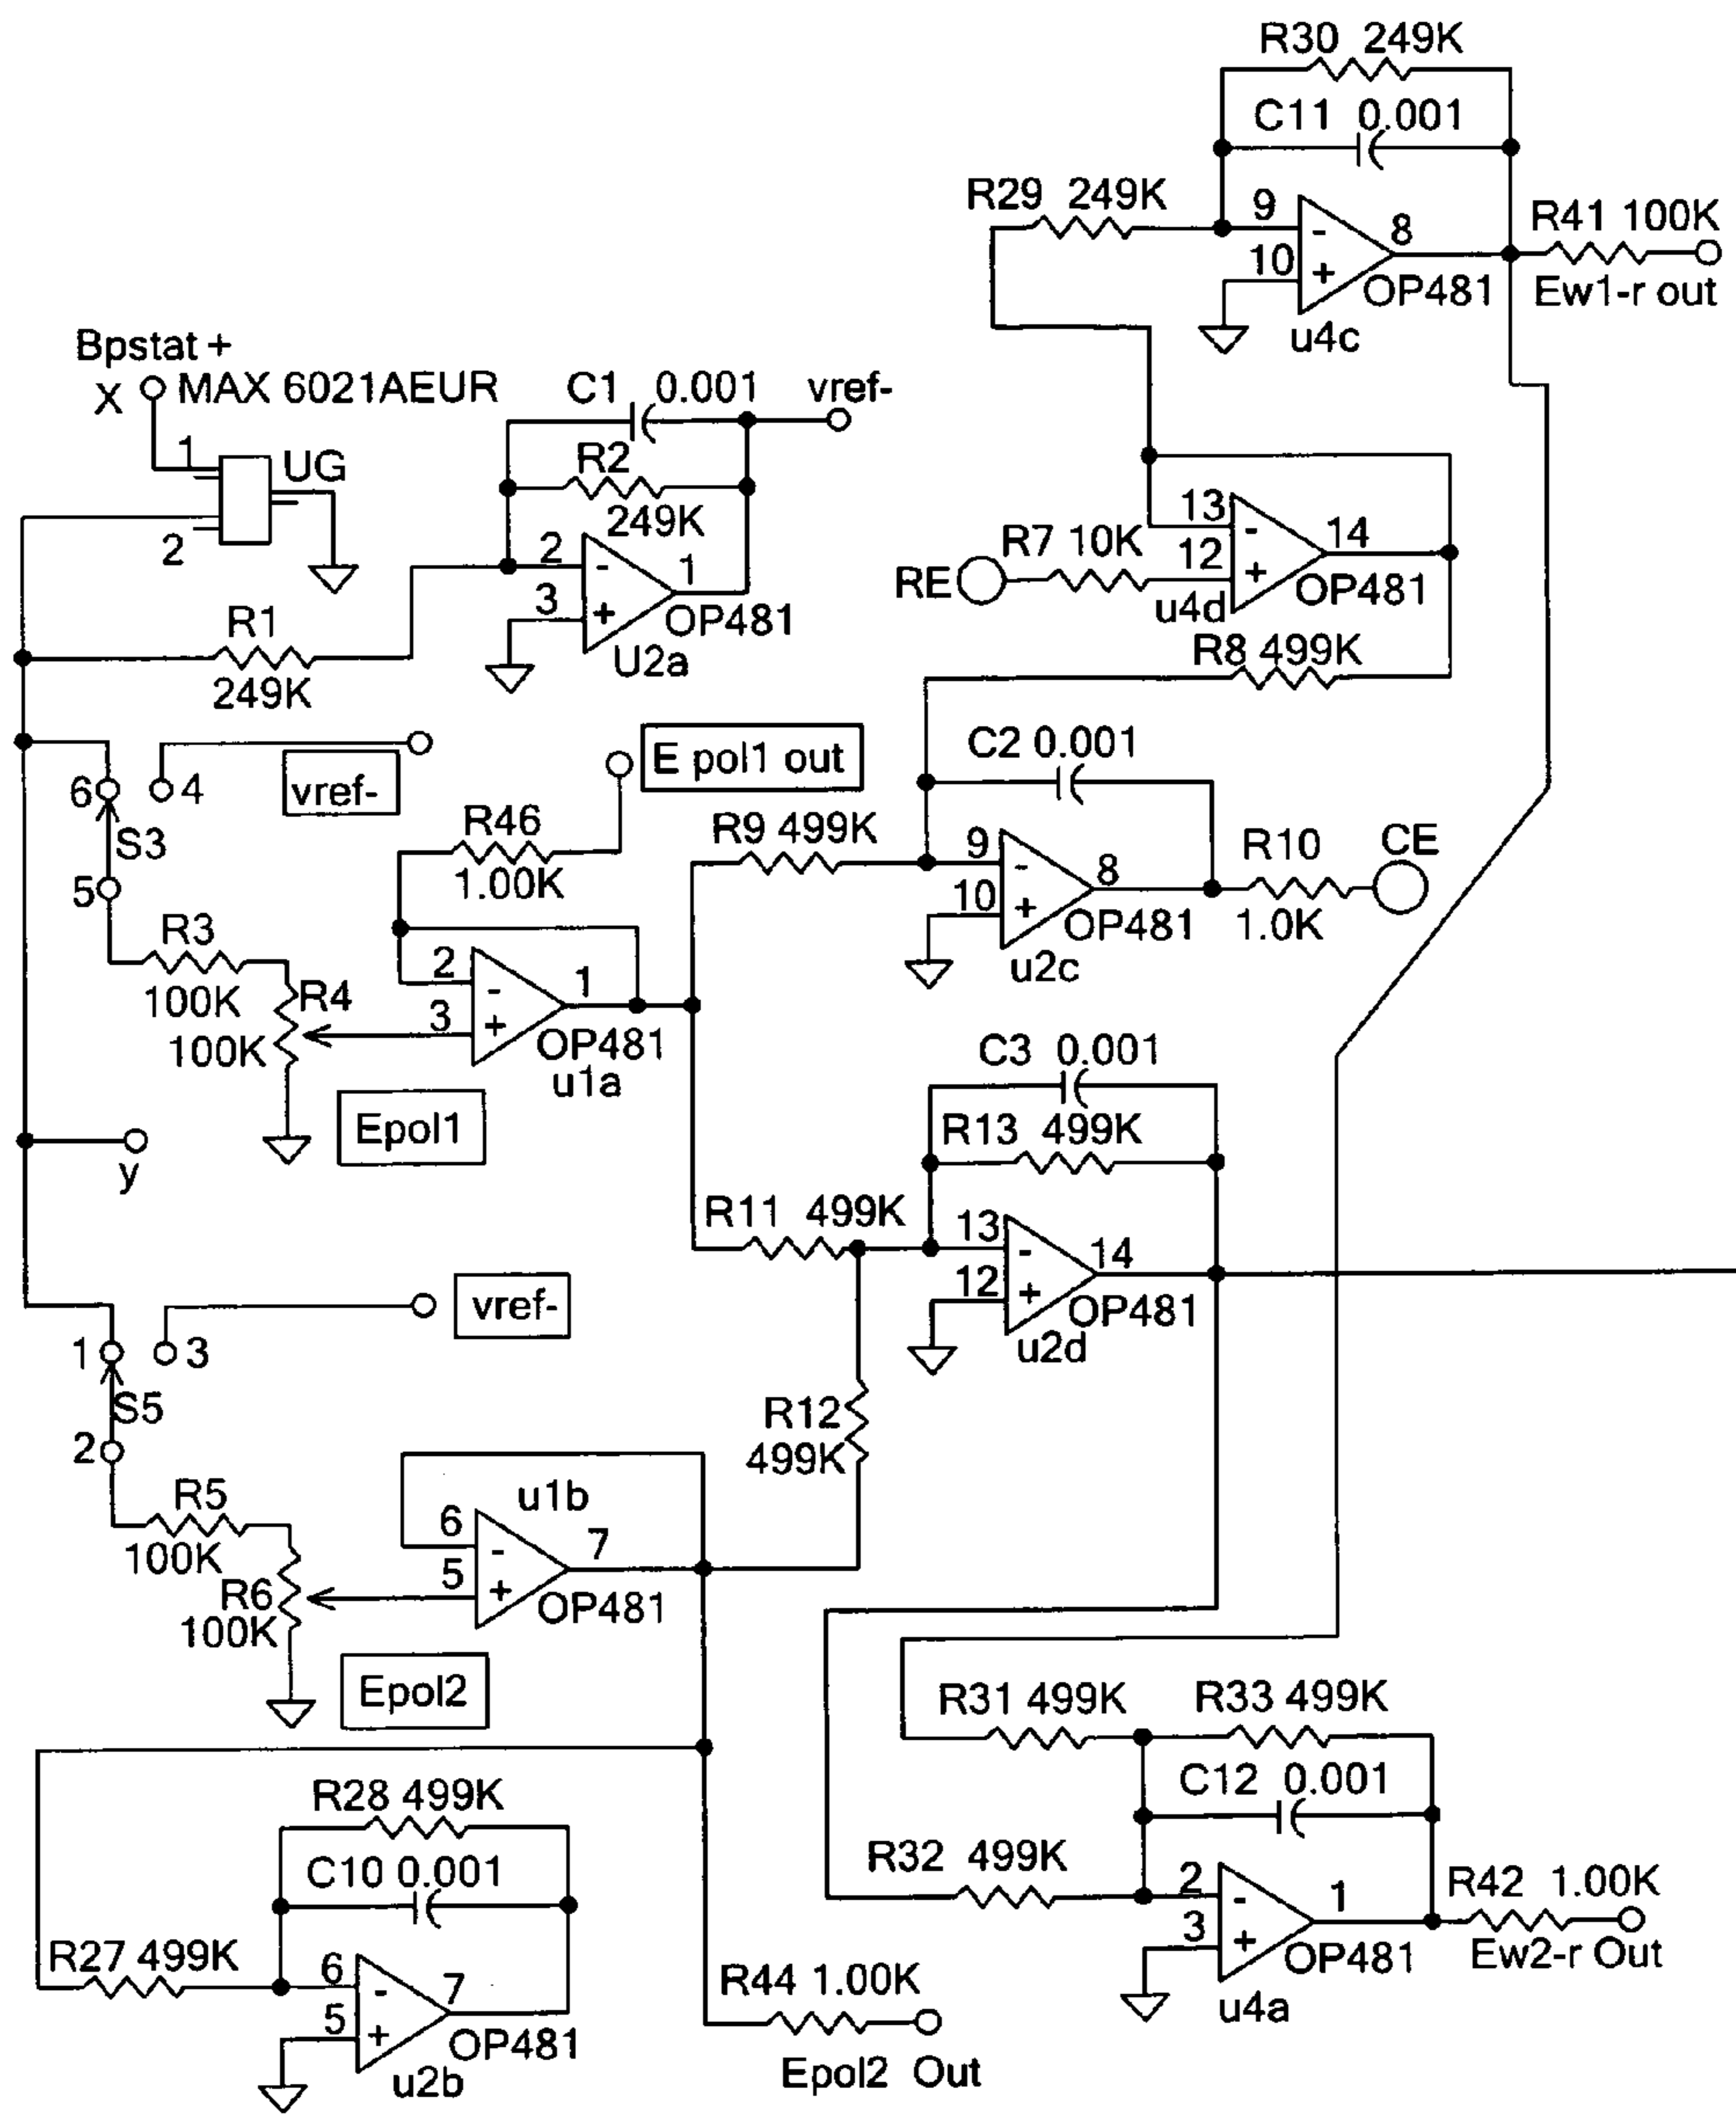 R30 249K
C11 0.001
R29 249K
9
8
R41 100K
10
OP481
Ew1-r out
u4c
Bpstat +
X
MAX 6021AEUR
C1 0.001
vref-
1
UG
R2
249K
2
2
1
3
OP481
U2a
R1
249K
13
14
R7 10K
12
RE
OP481
u4d
R8 499K
vref-
6
4
S3
5
E pol1 out
R46
1.00K
C2 0.001
R9 499K
9
8
R10
CE
10
OP481
1.0K
u2c
R3
100K
R4
100K
2
1
3
OP481
u1a
Epol1
y
C3 0.001
R13 499K
R11 499K
13
14
12
OP481
u2d
vref-
1
3
S5
2
R12
499K
R5
100K
R6
100K
u1b
6
7
5
OP481
Epol2
R31 499K
R33 499K
C12 0.001
R32 499K
2
1
R42 1.00K
3
OP481
Ew2-r Out
u4a
R28 499K
C10 0.001
R27 499K
6
7
5
OP481
u2b
R44 1.00K
Epol2 Out
-
+
-
+
-
+
-
+
-
+
-
+
-
+
-
+
-
+